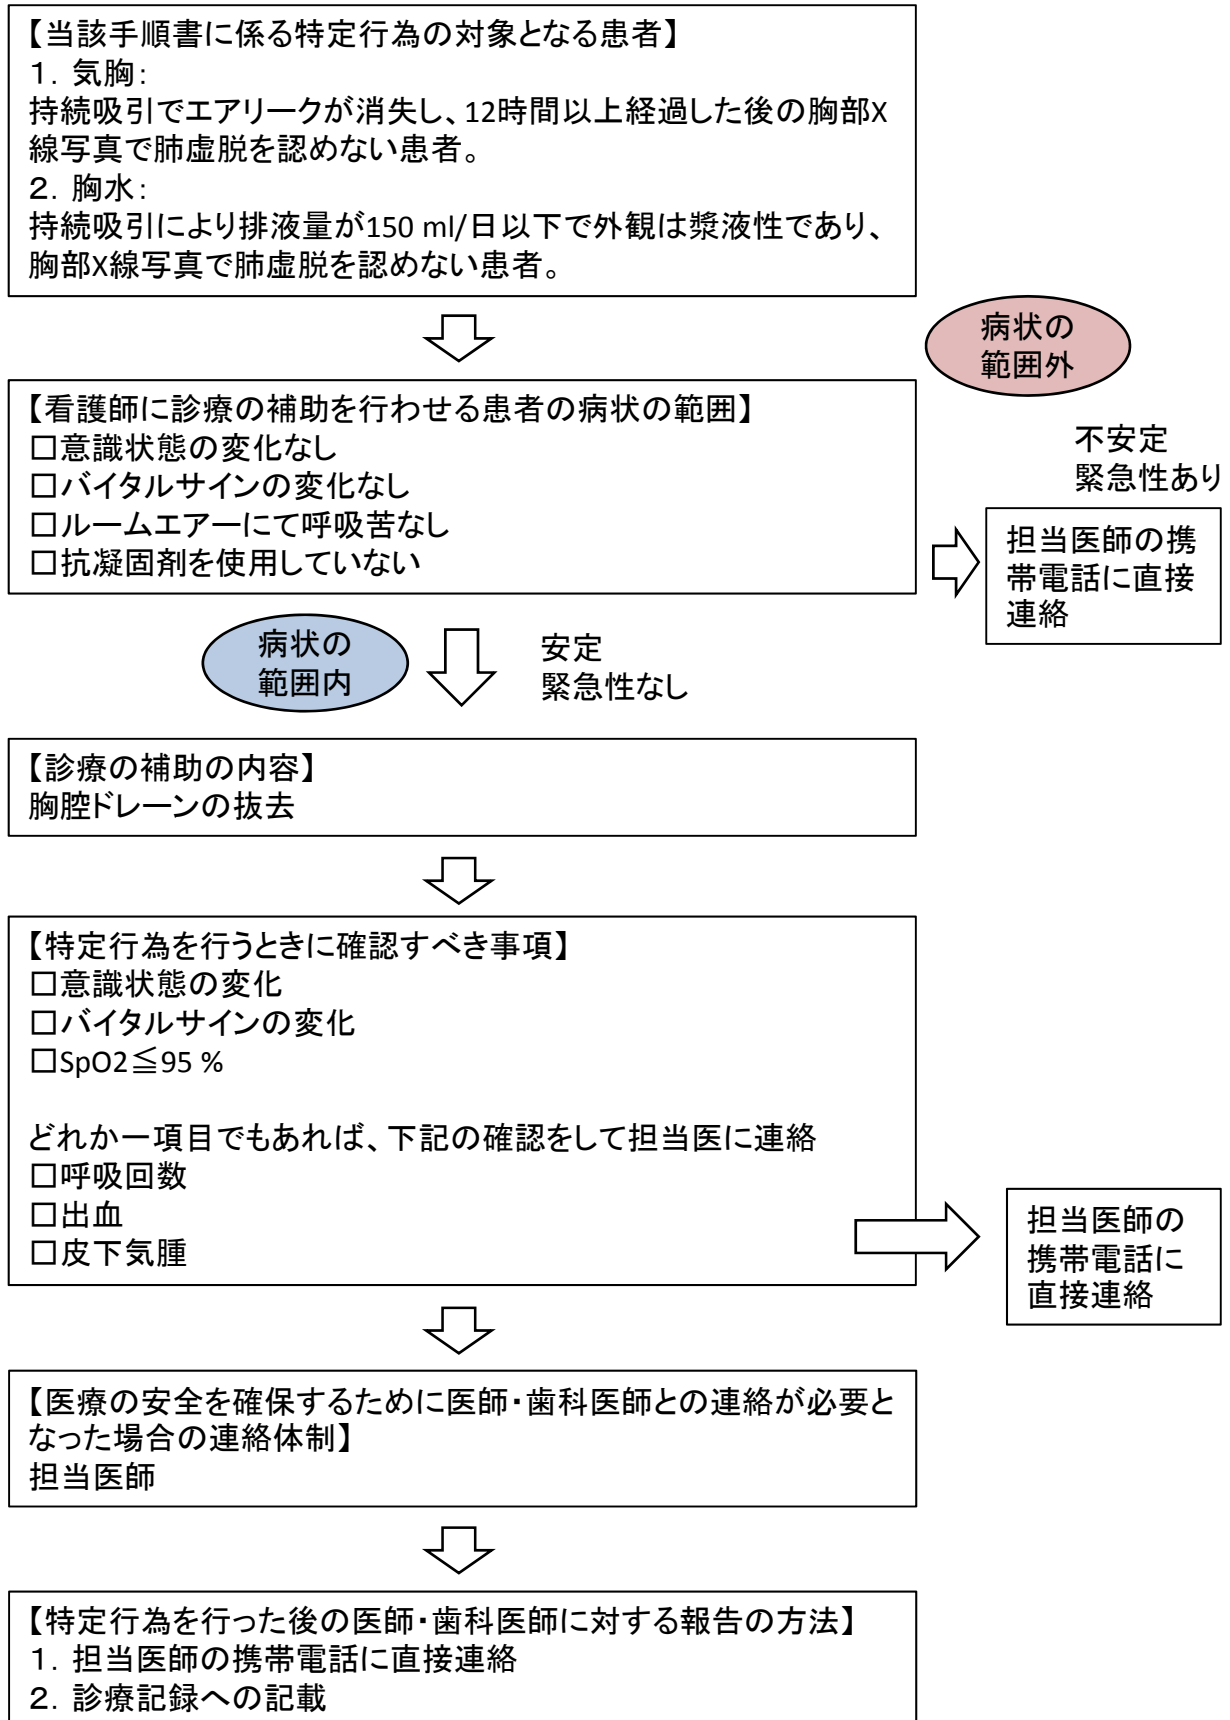 【当該手順書に係る特定行為の対象となる患者】
1．気胸：
持続吸引でエアリークが消失し、12時間以上経過した後の胸部X
線写真で肺虚脱を認めない患者。
2．胸水：
持続吸引により排液量が150 ml/日以下で外観は漿液性であり、
胸部X線写真で肺虚脱を認めない患者。
病状の
範囲外
【看護師に診療の補助を行わせる患者の病状の範囲】
□意識状態の変化なし
□バイタルサインの変化なし
□ルームエアーにて呼吸苦なし
□抗凝固剤を使用していない
不安定
緊急性あり
担当医師の携
帯電話に直接
連絡
病状の
範囲内
安定
緊急性なし
【診療の補助の内容】
胸腔ドレーンの抜去
【特定行為を行うときに確認すべき事項】
□意識状態の変化
□バイタルサインの変化
□SpO2≦95 %
どれか一項目でもあれば、下記の確認をして担当医に連絡
□呼吸回数
□出血
□皮下気腫
担当医師の
携帯電話に
直接連絡
【医療の安全を確保するために医師・歯科医師との連絡が必要と
なった場合の連絡体制】
担当医師
【特定行為を行った後の医師・歯科医師に対する報告の方法】
1．担当医師の携帯電話に直接連絡
2．診療記録への記載